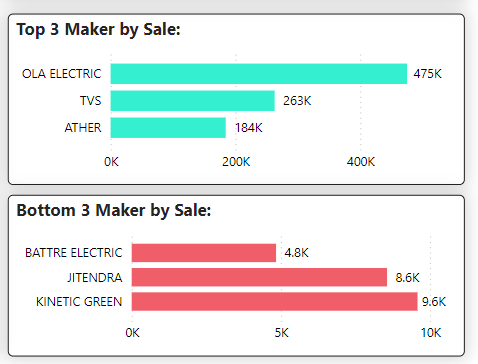 Top 3 Maker by Sale:
OLA ELECTRIC 475K
TVS 263K
ATHER 184K
0K 200K 400K
Bottom 3 Maker by Sale:
BATTRE ELECTRIC 4.8K
JITENDRA 8.6K
KINETIC GREEN 9.6K
0K 5K 10K